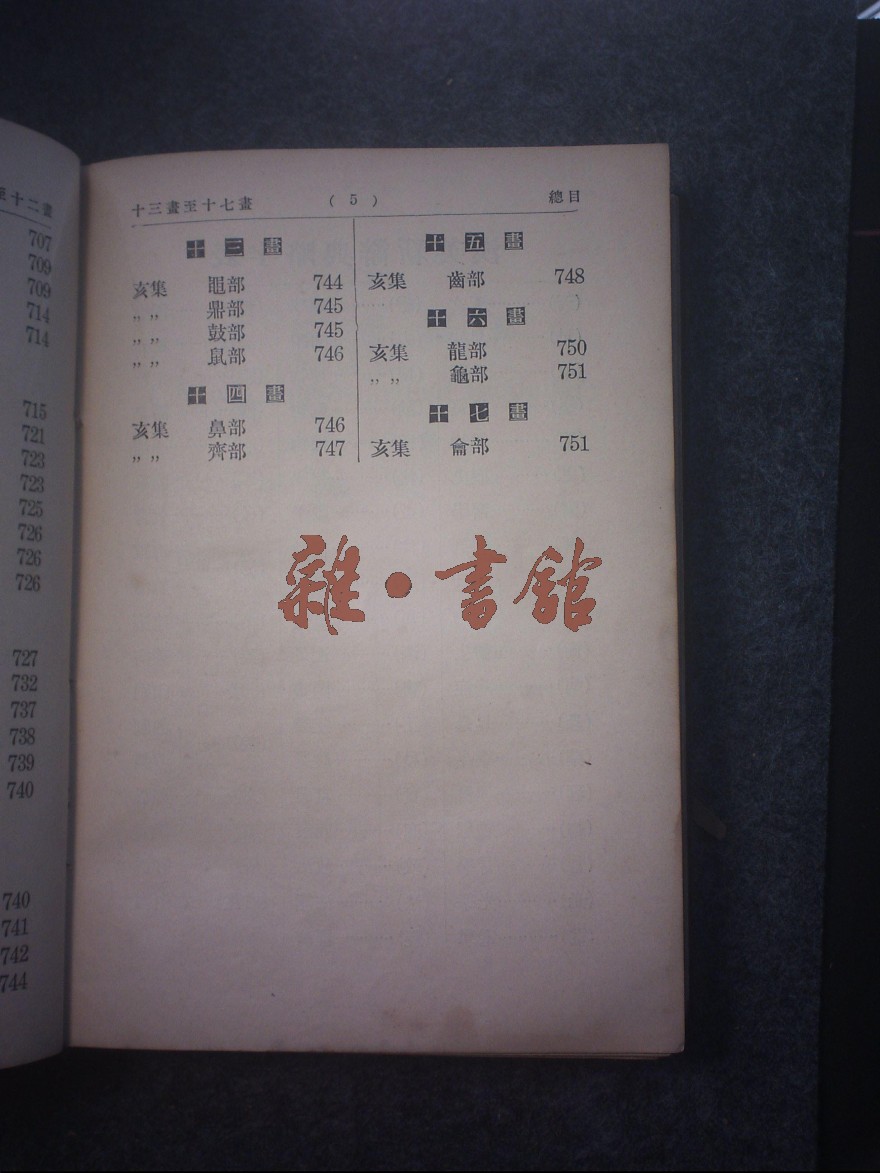 至十二畫
707
709
709
714
714
715
721
723
723
725
726
726
726
727
732
737
738
739
740
740
741
742
744
十三畫至十七畫 ( 5 ) 總目
十三畫
亥集 黽部 744
,, ,, 鼎部 745
,, ,, 鼓部 745
,, ,, 鼠部 746
十四畫
亥集 鼻部 746
,, ,, 齊部 747
十五畫
亥集 齒部 748
十六畫
亥集 龍部 750
,, ,, 龜部 751
十七畫
亥集 龠部 751
雜·書館